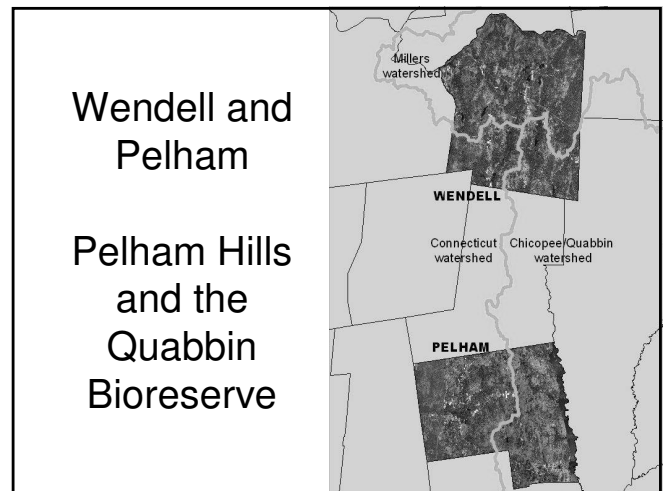 Wendell and
Pelham
Pelham Hills
and the
Quabbin
Bioreserve
Millers
watershed
WENDELL
Connecticut
watershed
Chicopee/Quabbin
watershed
PELHAM